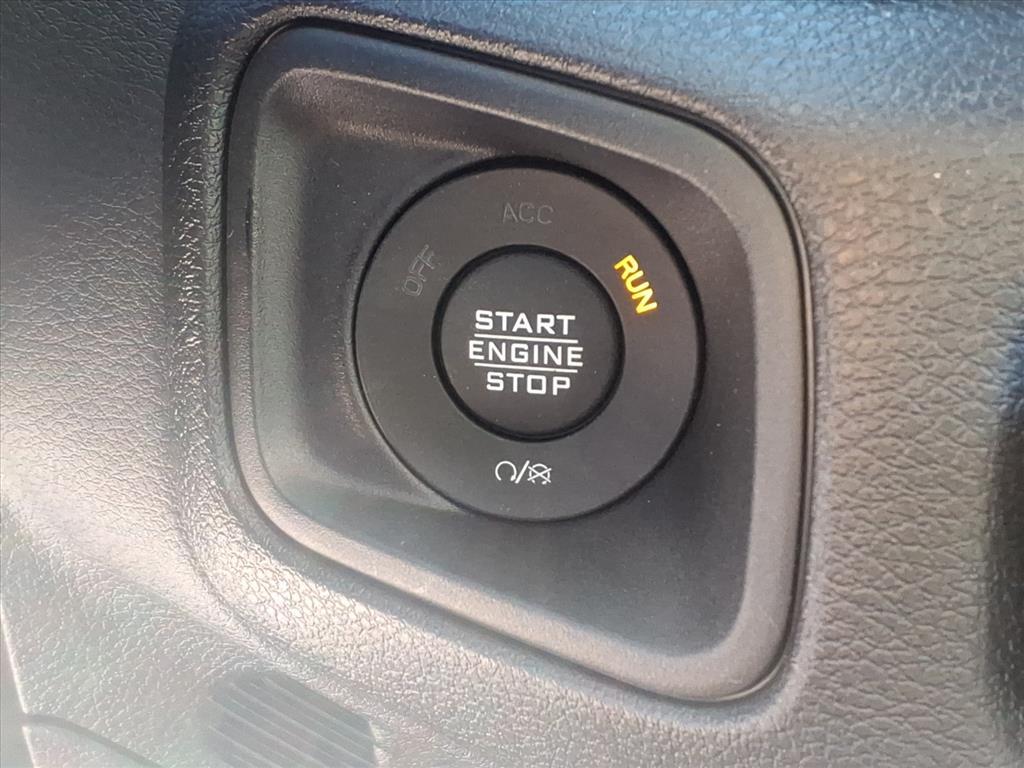 ACC
OFF
RUN
START
ENGINE
STOP